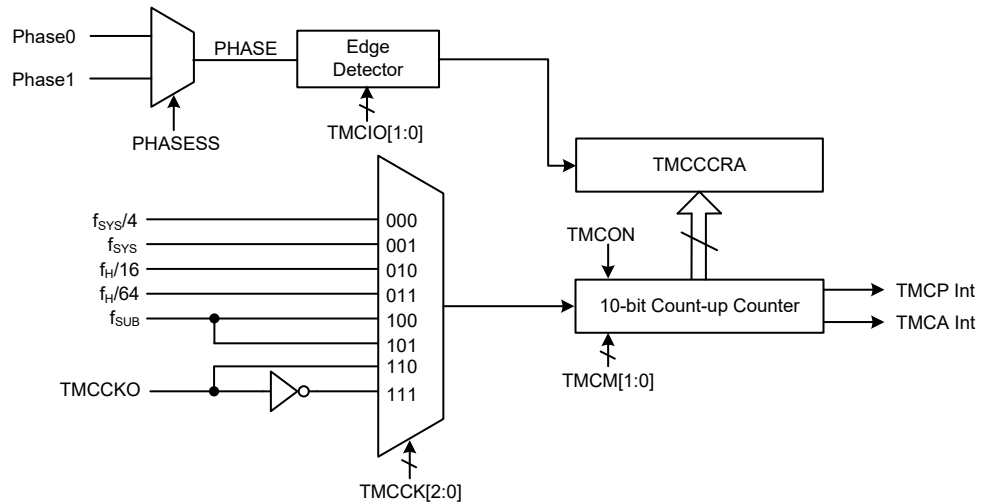 Phase0
Phase1
PHASE
PHASESS
Edge
Detector
TMCIO[1:0]
TMCCCRA
fSYS/4
fSYS
fH/16
fH/64
fSUB
TMCCKO
000
001
010
011
100
101
110
111
TMCCK[2:0]
TMCON
10-bit Count-up Counter
TMCM[1:0]
TMCP Int
TMCA Int